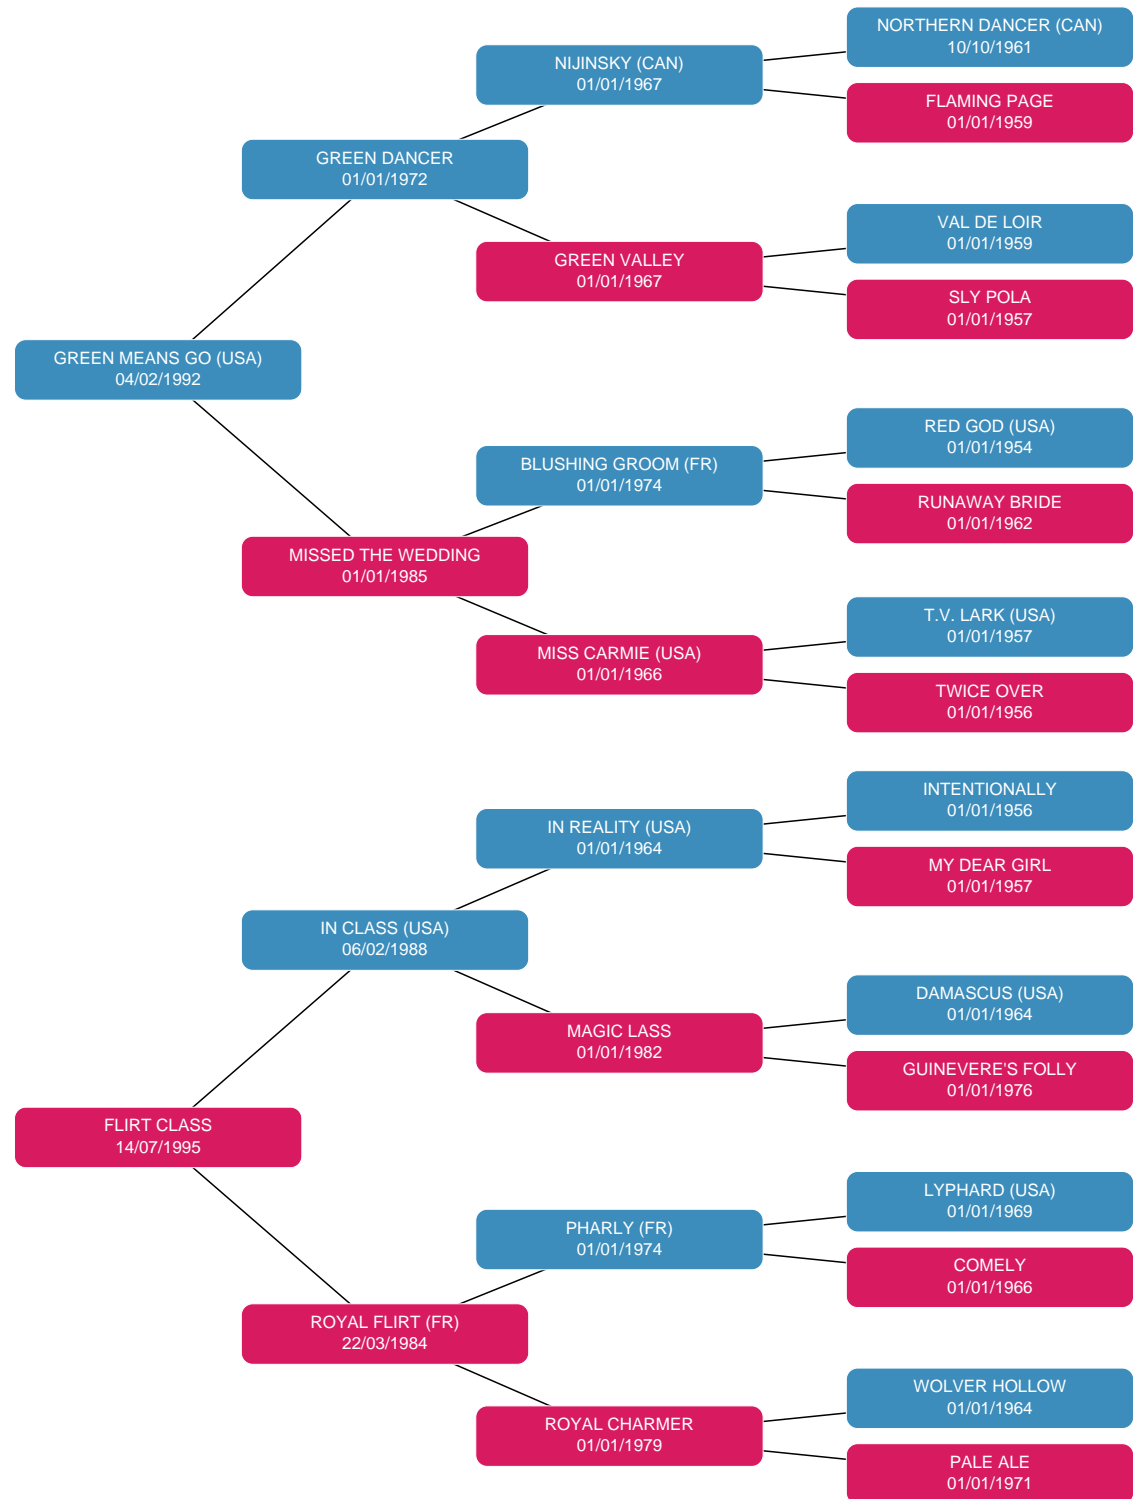 NORTHERN DANCER (CAN)
10/10/1961
NIJINSKY (CAN)
01/01/1967
FLAMING PAGE
01/01/1959
GREEN DANCER
01/01/1972
VAL DE LOIR
01/01/1959
GREEN VALLEY
01/01/1967
SLY POLA
01/01/1957
GREEN MEANS GO (USA)
04/02/1992
RED GOD (USA)
01/01/1954
BLUSHING GROOM (FR)
01/01/1974
RUNAWAY BRIDE
01/01/1962
MISSED THE WEDDING
01/01/1985
T.V. LARK (USA)
01/01/1957
MISS CARMIE (USA)
01/01/1966
TWICE OVER
01/01/1956
INTENTIONALLY
01/01/1956
IN REALITY (USA)
01/01/1964
MY DEAR GIRL
01/01/1957
IN CLASS (USA)
06/02/1988
DAMASCUS (USA)
01/01/1964
MAGIC LASS
01/01/1982
GUINEVERE'S FOLLY
01/01/1976
FLIRT CLASS
14/07/1995
LYPHARD (USA)
01/01/1969
PHARLY (FR)
01/01/1974
COMELY
01/01/1966
ROYAL FLIRT (FR)
22/03/1984
WOLVER HOLLOW
01/01/1964
ROYAL CHARMER
01/01/1979
PALE ALE
01/01/1971